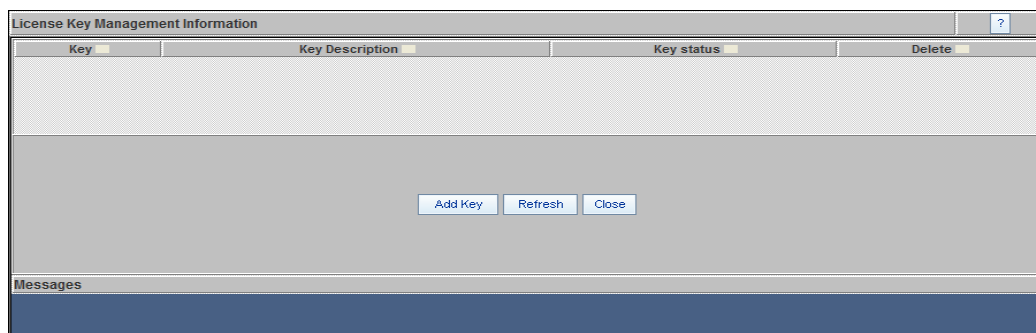 License Key Management Information ?
Key Key Description Key status Delete
Add Key Refresh Close
Messages